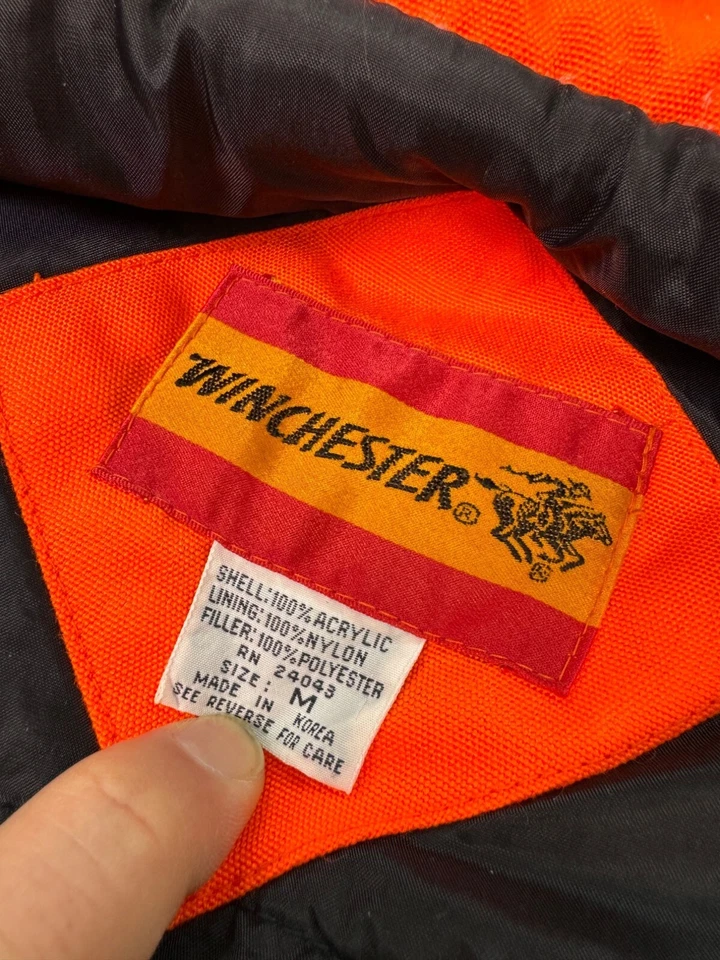 WINCHESTER®
SHELL:100%ACRYLIC
LINING:100%NYLON
FILLER:100%POLYESTER
RN 24043
SIZE: M
MADE IN KOREA
SEE REVERSE FOR CARE